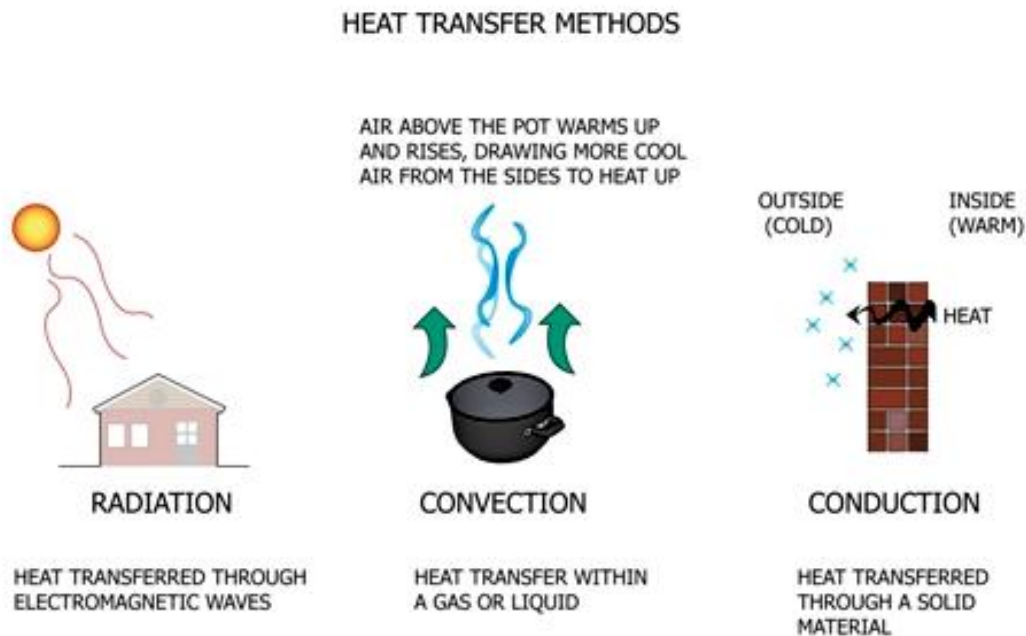 HEAT TRANSFER METHODS
AIR ABOVE THE POT WARMS UP
AND RISES, DRAWING MORE COOL
AIR FROM THE SIDES TO HEAT UP
OUTSIDE
(COLD)
INSIDE
(WARM)
HEAT
RADIATION
CONVECTION
CONDUCTION
HEAT TRANSFERRED THROUGH
ELECTROMAGNETIC WAVES
HEAT TRANSFER WITHIN
A GAS OR LIQUID
HEAT TRANSFERRED
THROUGH A SOLID
MATERIAL